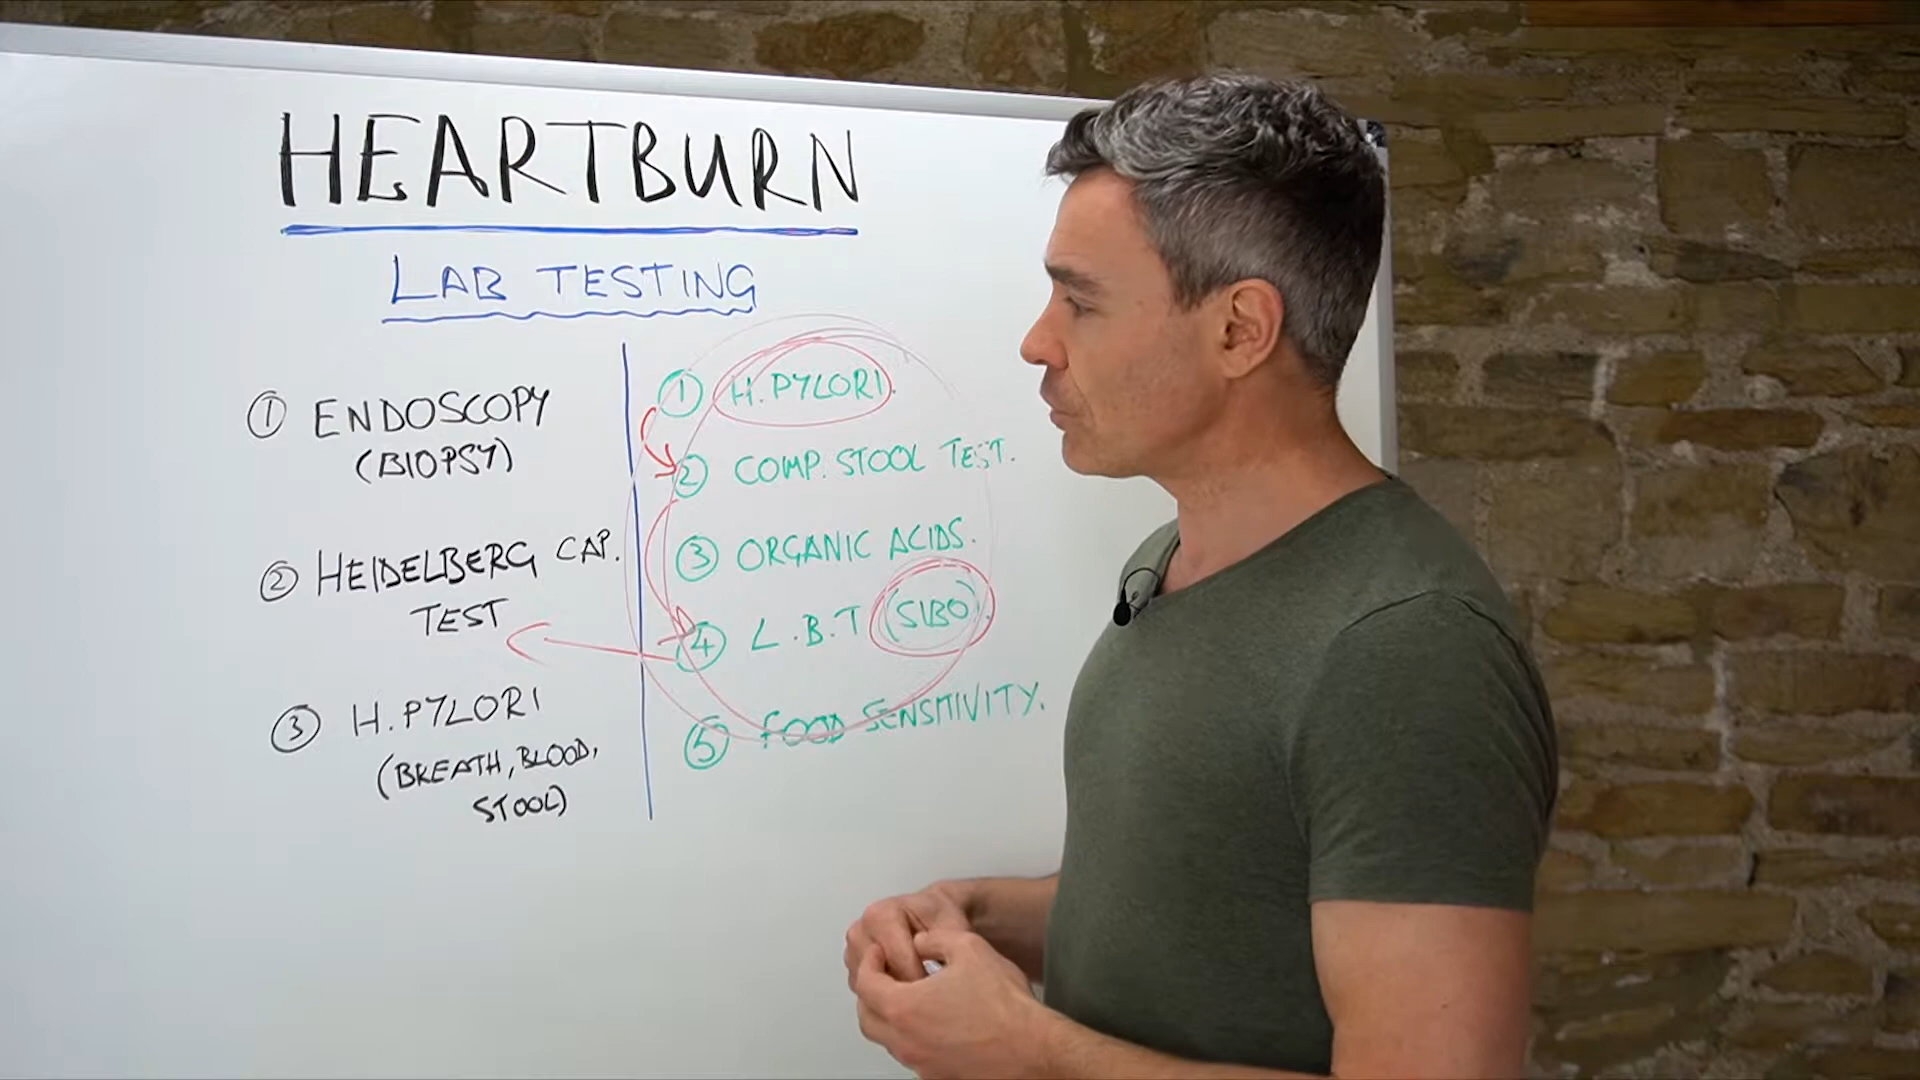 HEARTBURN
LAB TESTING
① ENDOSCOPY
(BIOPSY)
② HEIDELBERG CAP.
TEST
③ H.PYLORI
(BREATH, BLOOD,
STOOL)
① H.PYLORI.
② COMP. STOOL TEST.
③ ORGANIC ACIDS.
④ L.B.T (SIBO).
⑤ FOOD SENSITIVITY.